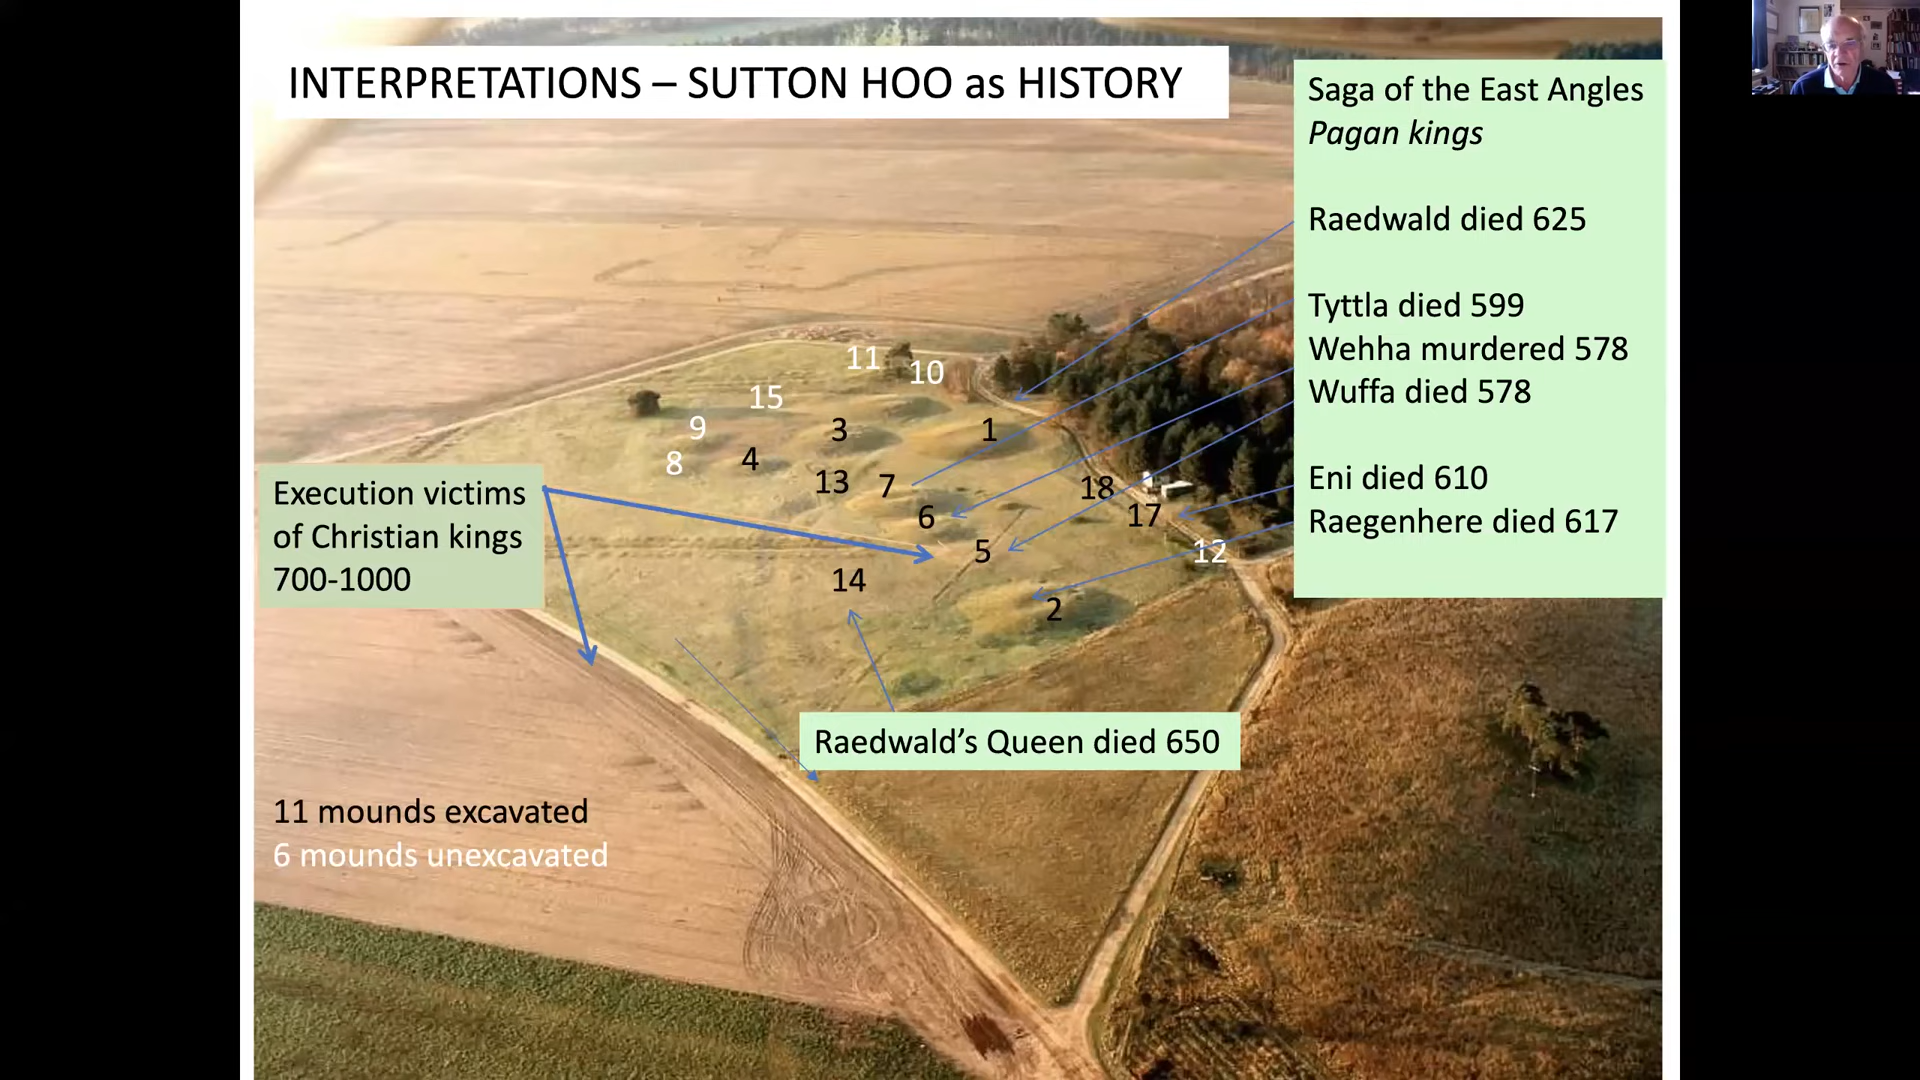 INTERPRETATIONS – SUTTON HOO as HISTORY
Saga of the East Angles
Pagan kings
Raedwald died 625
Tyttla died 599
Wehha murdered 578
Wuffa died 578
Eni died 610
Raegenhere died 617
11
10
15
9
3
1
8
4
13
7
18
6
17
5
12
14
2
Execution victims
of Christian kings
700-1000
Raedwald’s Queen died 650
11 mounds excavated
6 mounds unexcavated